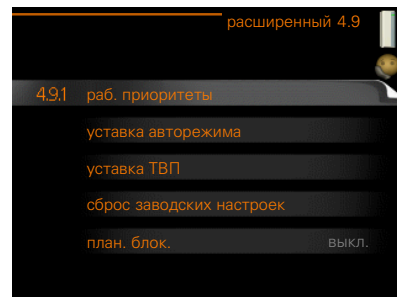 расширенный 4.9
4.9.1 раб. приоритеты
уставка авторежима
уставка ТВП
сброс заводских настроек
план. блок. выкл.